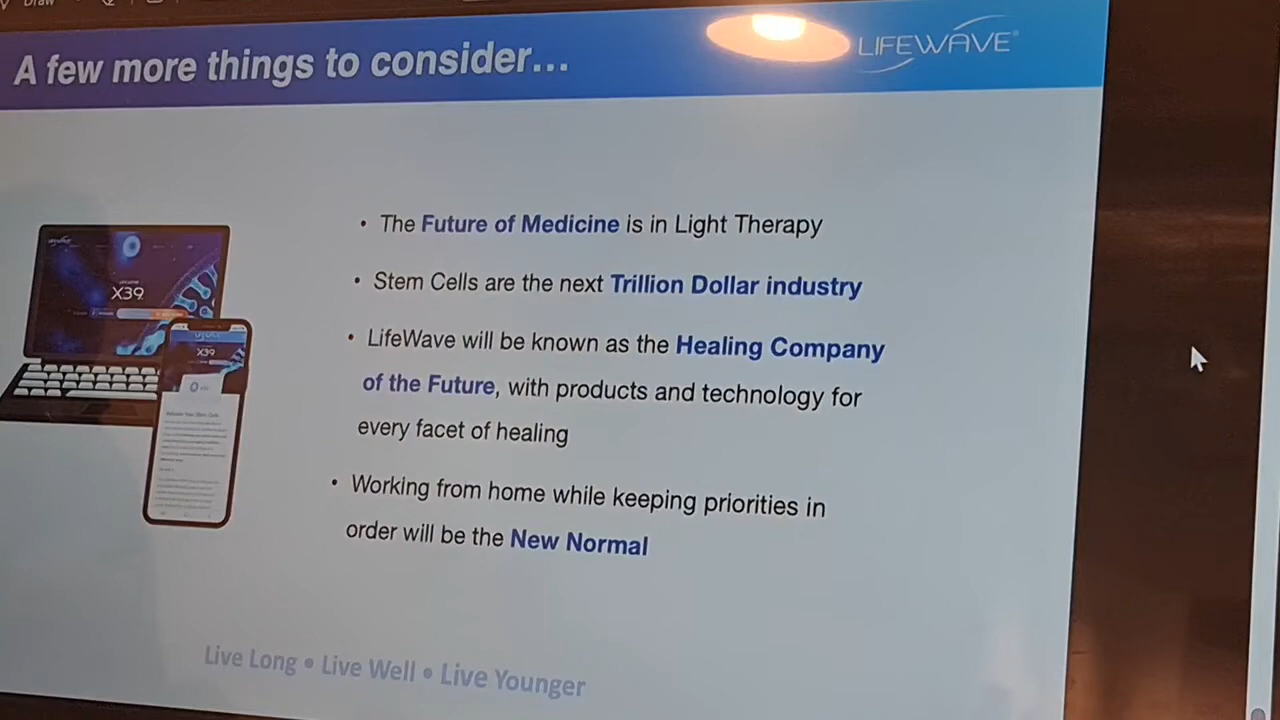 Draw
A few more things to consider...
LIFEWAVE
• The Future of Medicine is in Light Therapy
• Stem Cells are the next Trillion Dollar industry
X39
• LifeWave will be known as the Healing Company
of the Future, with products and technology for
every facet of healing
X39
• Working from home while keeping priorities in
order will be the New Normal
Live Long • Live Well • Live Younger